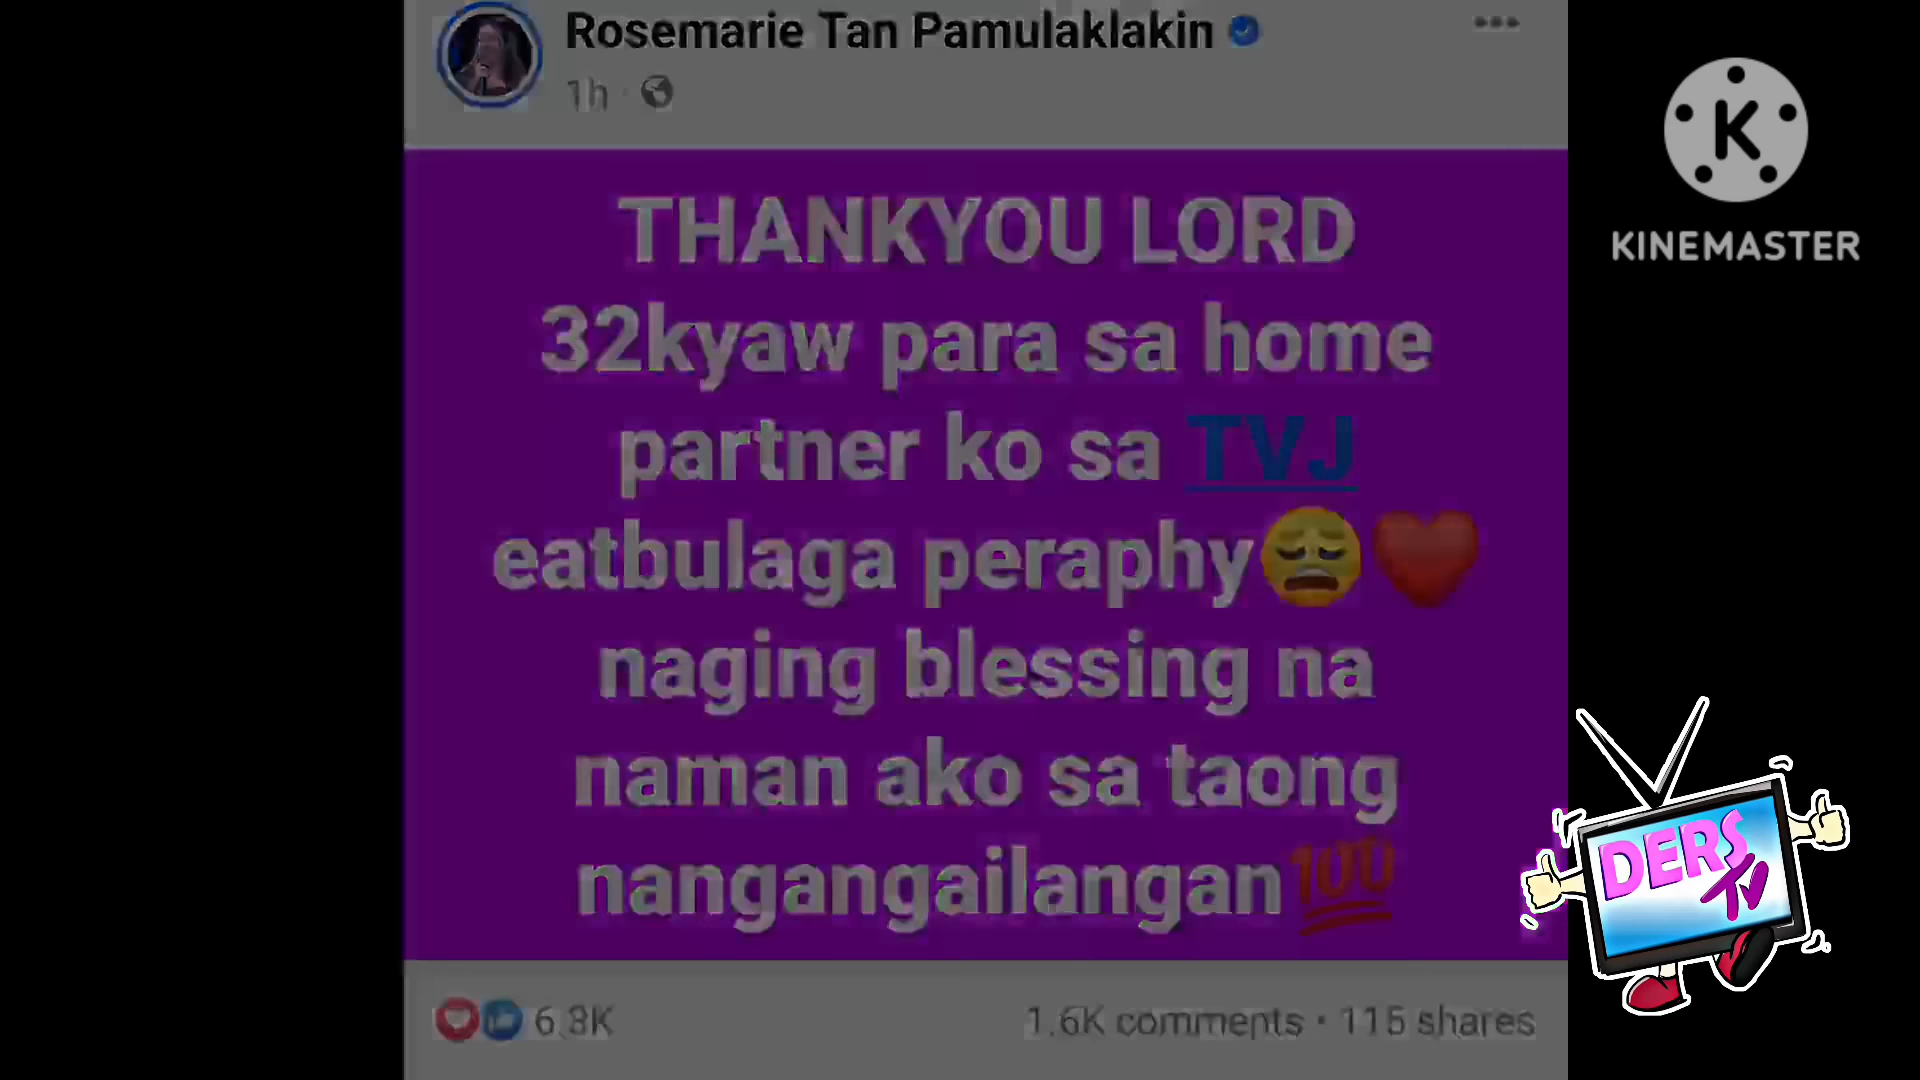 Rosemarie Tan Pamulaklakin
1h
THANKYOU LORD
32kyaw para sa home
partner ko sa TVJ
eatbulaga peraphy😩❤️
naging blessing na
naman ako sa taong
nangangailangan💯
6.3K
1.6K comments · 115 shares
K
KINEMASTER
DERS
TV